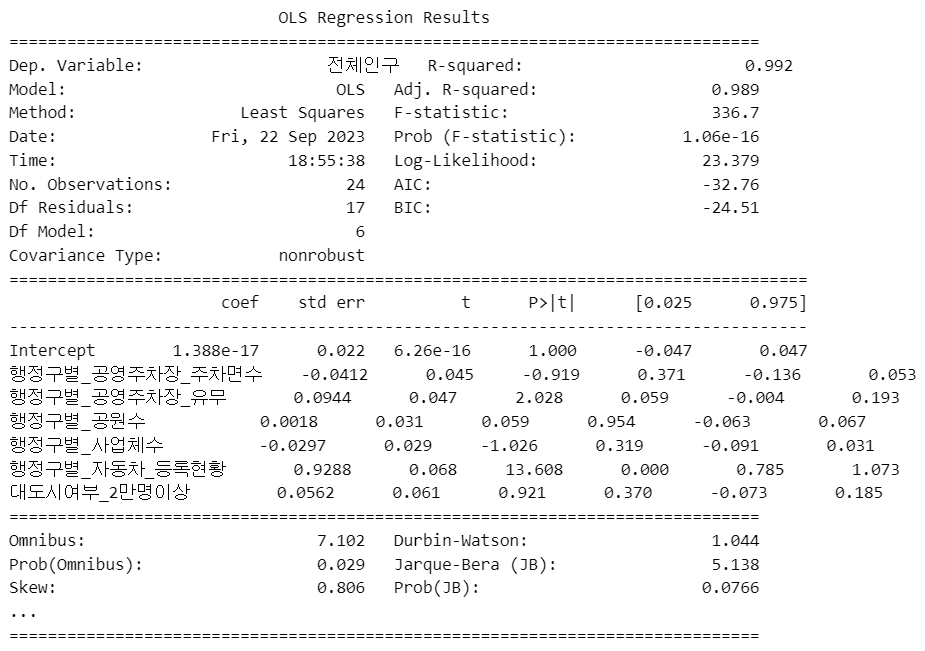 OLS Regression Results
==============================================================================
Dep. Variable: 전체인구 R-squared: 0.992
Model: OLS Adj. R-squared: 0.989
Method: Least Squares F-statistic: 336.7
Date: Fri, 22 Sep 2023 Prob (F-statistic): 1.06e-16
Time: 18:55:38 Log-Likelihood: 23.379
No. Observations: 24 AIC: -32.76
Df Residuals: 17 BIC: -24.51
Df Model: 6
Covariance Type: nonrobust
===================================================================================
coef std err t P>|t| [0.025 0.975]
-----------------------------------------------------------------------------------
Intercept 1.388e-17 0.022 6.26e-16 1.000 -0.047 0.047
행정구별_공영주차장_주차면수 -0.0412 0.045 -0.919 0.371 -0.136 0.053
행정구별_공영주차장_유무 0.0944 0.047 2.028 0.059 -0.004 0.193
행정구별_공원수 0.0018 0.031 0.059 0.954 -0.063 0.067
행정구별_사업체수 -0.0297 0.029 -1.026 0.319 -0.091 0.031
행정구별_자동차_등록현황 0.9288 0.068 13.608 0.000 0.785 1.073
대도시여부_2만명이상 0.0562 0.061 0.921 0.370 -0.073 0.185
==============================================================================
Omnibus: 7.102 Durbin-Watson: 1.044
Prob(Omnibus): 0.029 Jarque-Bera (JB): 5.138
Skew: 0.806 Prob(JB): 0.0766
...
==============================================================================